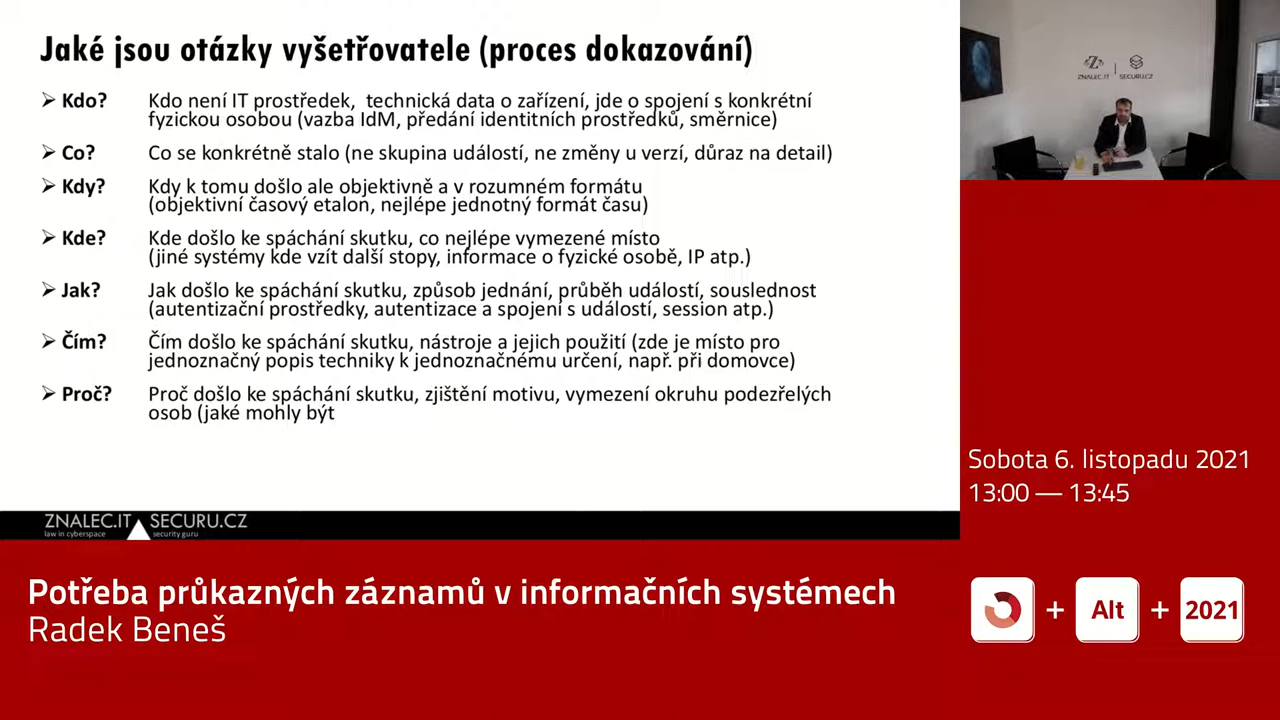 Jaké jsou otázky vyšetřovatele (proces dokazování)
➢ Kdo? Kdo není IT prostředek, technická data o zařízení, jde o spojení s konkrétní
fyzickou osobou (vazba IdM, předání identitních prostředků, směrnice)
➢ Co? Co se konkrétně stalo (ne skupina událostí, ne změny u verzí, důraz na detail)
➢ Kdy? Kdy k tomu došlo ale objektivně a v rozumném formátu
(objektivní časový etalon, nejlépe jednotný formát času)
➢ Kde? Kde došlo ke spáchání skutku, co nejlépe vymezené místo
(jiné systémy kde vzít další stopy, informace o fyzické osobě, IP atp.)
➢ Jak? Jak došlo ke spáchání skutku, způsob jednání, průběh událostí, souslednost
(autentizační prostředky, autentizace a spojení s událostí, session atp.)
➢ Čím? Čím došlo ke spáchání skutku, nástroje a jejich použití (zde je místo pro
jednoznačný popis techniky k jednoznačnému určení, např. při domovce)
➢ Proč? Proč došlo ke spáchání skutku, zjištění motivu, vymezení okruhu podezřelých
osob (jaké mohly být
ZNALEC.IT SECURU.CZ
law in cyberspace security guru
ZNALEC.IT SECURU.CZ
Sobota 6. listopadu 2021
13:00 — 13:45
Potřeba průkazných záznamů v informačních systémech
Radek Beneš
+ Alt + 2021